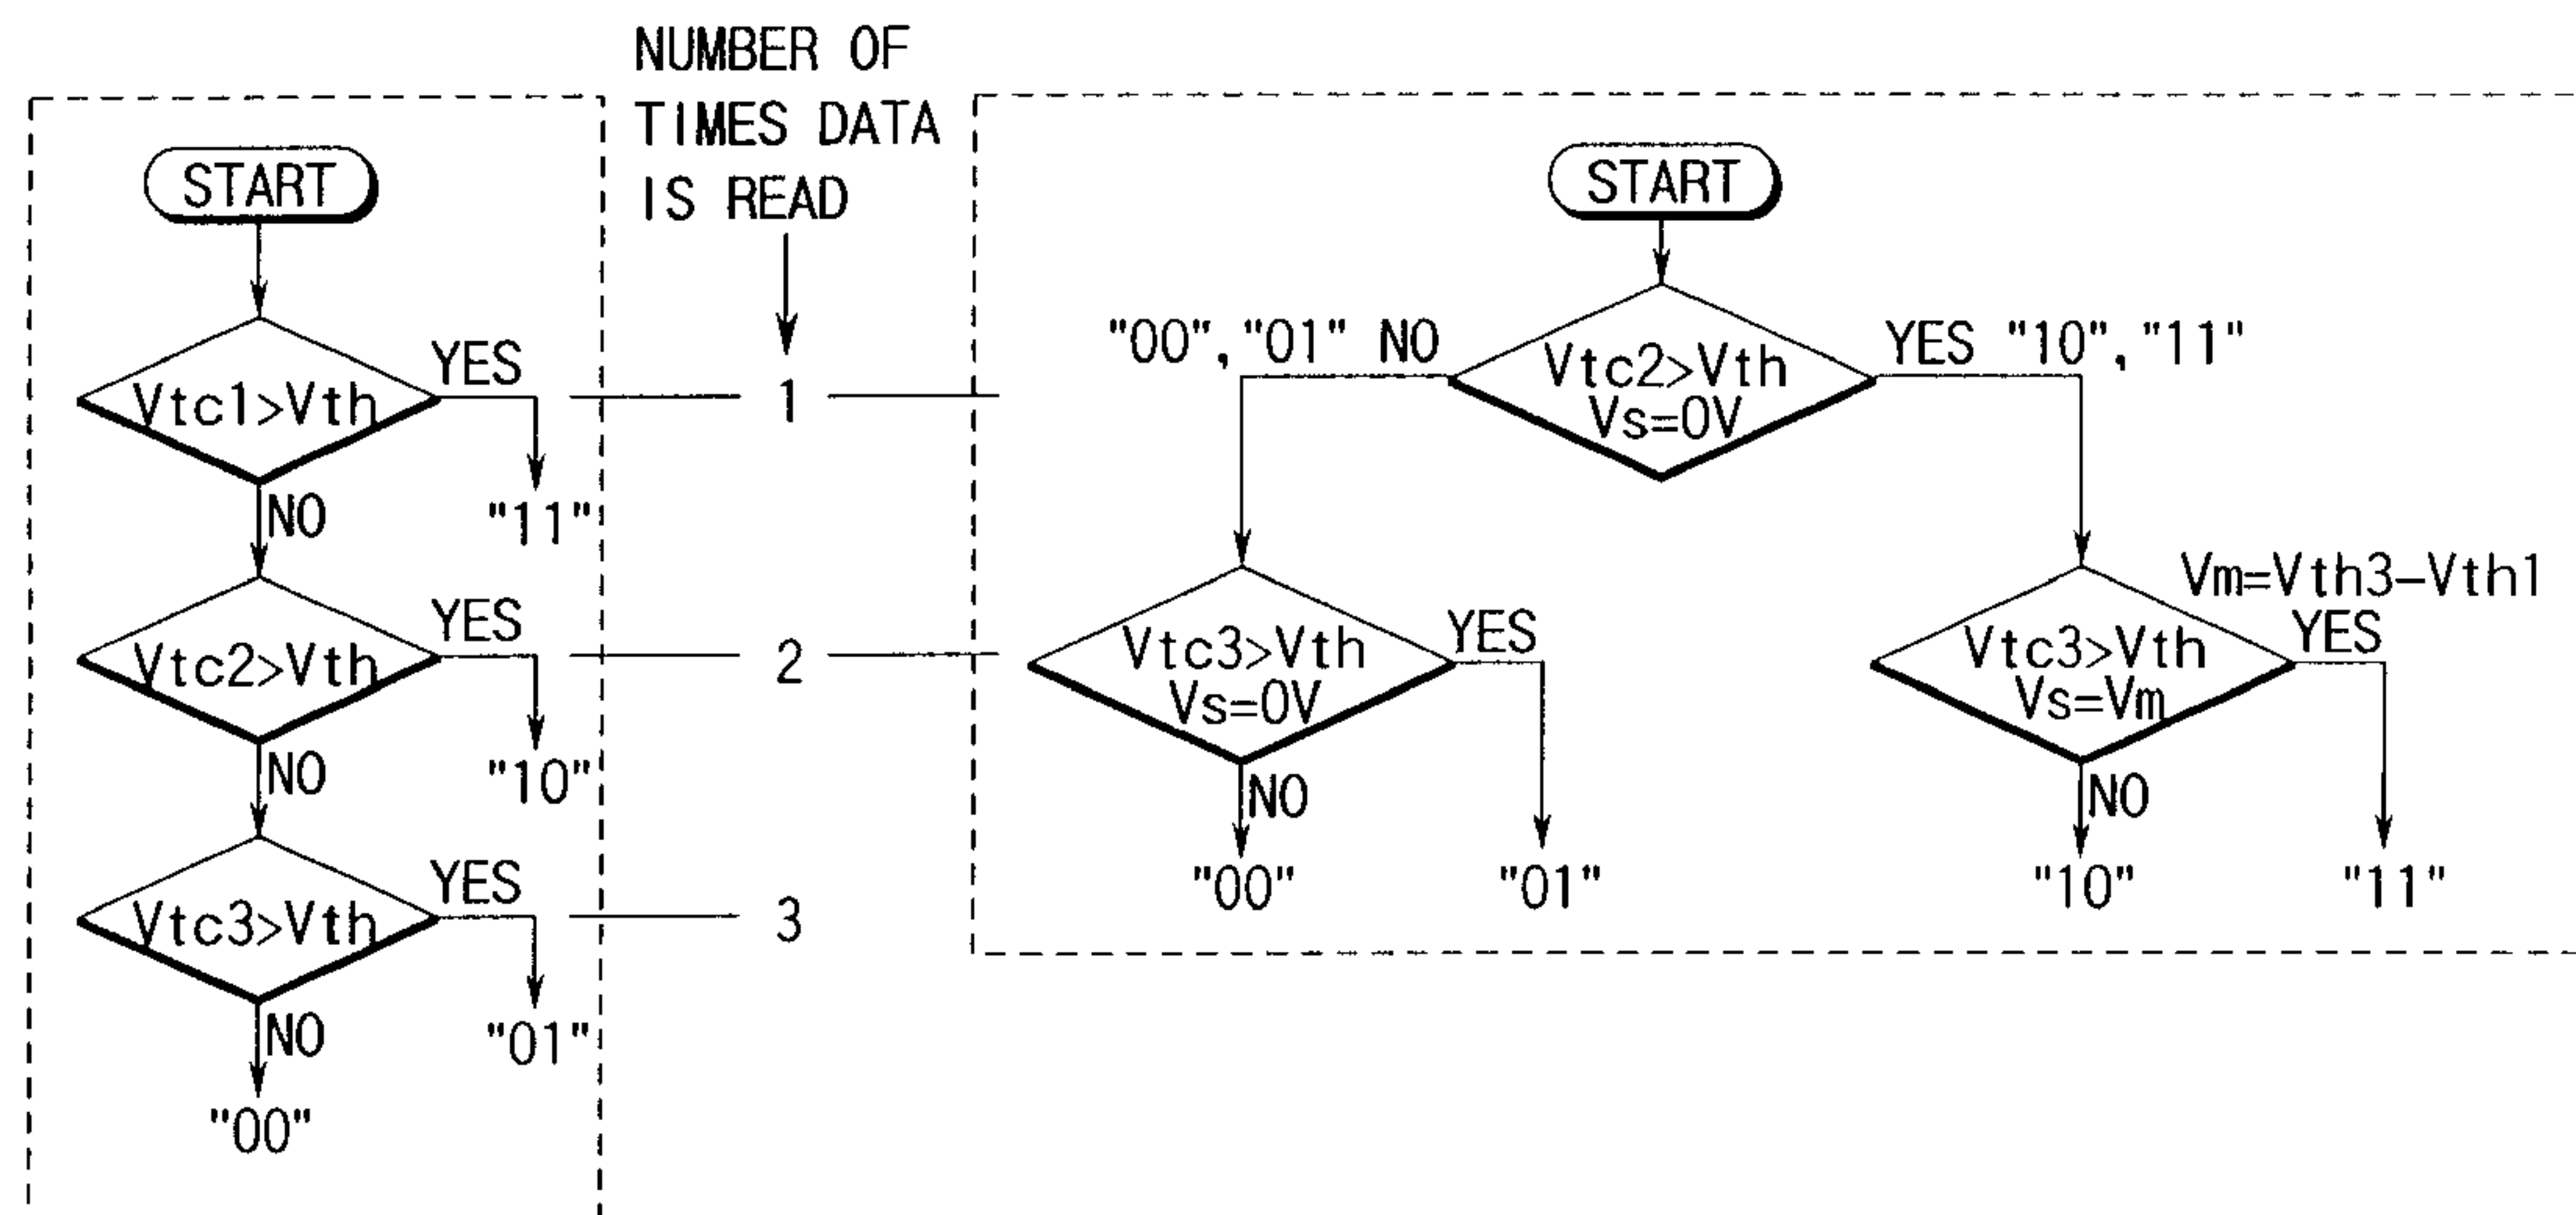 START
Vtc1>Vth
YES
"11"
NO
Vtc2>Vth
YES
"10"
NO
Vtc3>Vth
YES
"01"
NO
"00"
NUMBER OF
TIMES DATA
IS READ
1
2
3
START
"00","01" NO
Vtc2>Vth
Vs=0V
YES "10","11"
Vtc3>Vth
Vs=0V
YES
NO
"00"
"01"
Vm=Vth3-Vth1
Vtc3>Vth
Vs=Vm
YES
NO
"10"
"11"